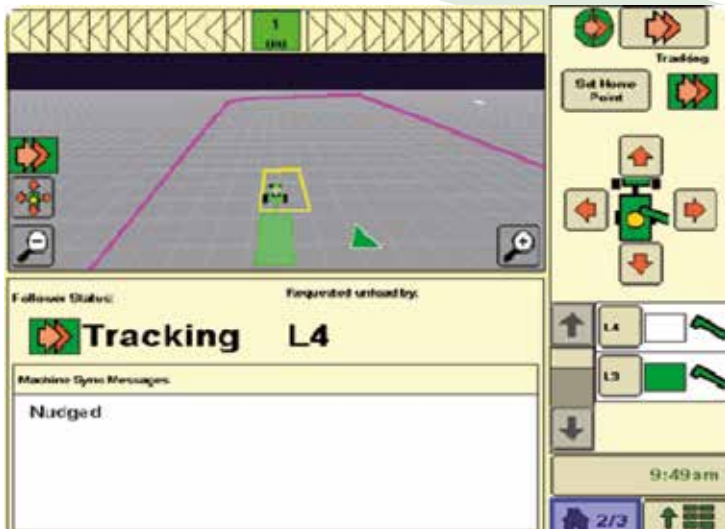 1
(in)
Tracking
Set Home
Point
Follower Status:
Requested unload by:
Tracking
L4
Machine Sync Messages
Nudged
L4
L3
9:49am
2/3